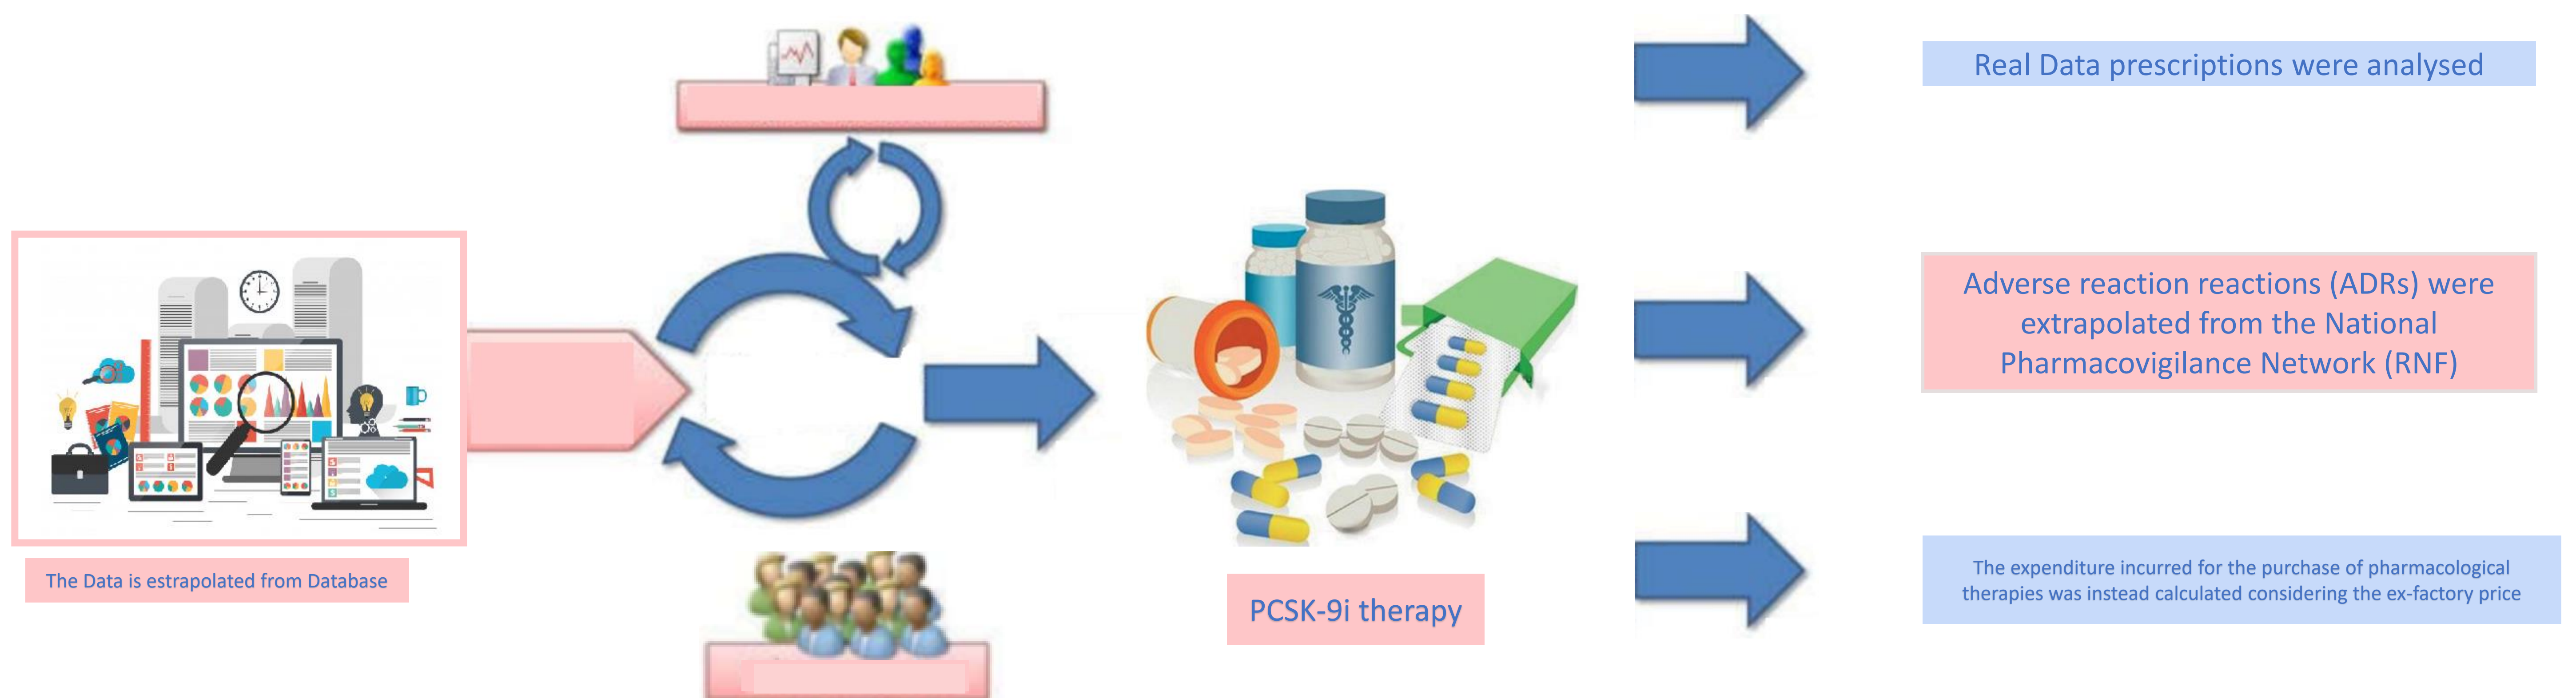 The Data is estrapolated from Database
PCSK-9i therapy
Real Data prescriptions were analysed
Adverse reaction reactions (ADRs) were
extrapolated from the National
Pharmacovigilance Network (RNF)
The expenditure incurred for the purchase of pharmacological
therapies was instead calculated considering the ex-factory price